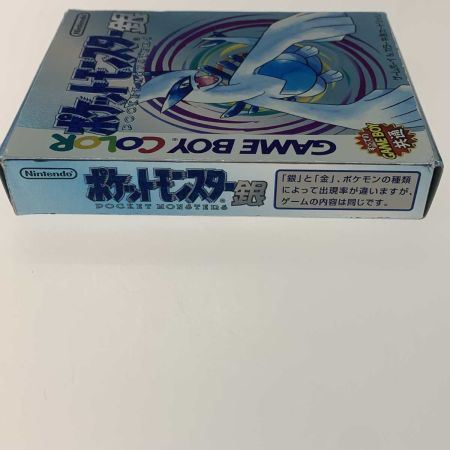 Nintendo
ポケットモンスター銀
POCKET MONSTERS
GAME BOY COLOR
GAME BOY
共通
Nintendo
ポケットモンスター銀
POCKET MONSTERS
「銀」と「金」、ポケモンの種類
によって出現率が違いますが、
ゲームの内容は同じです。